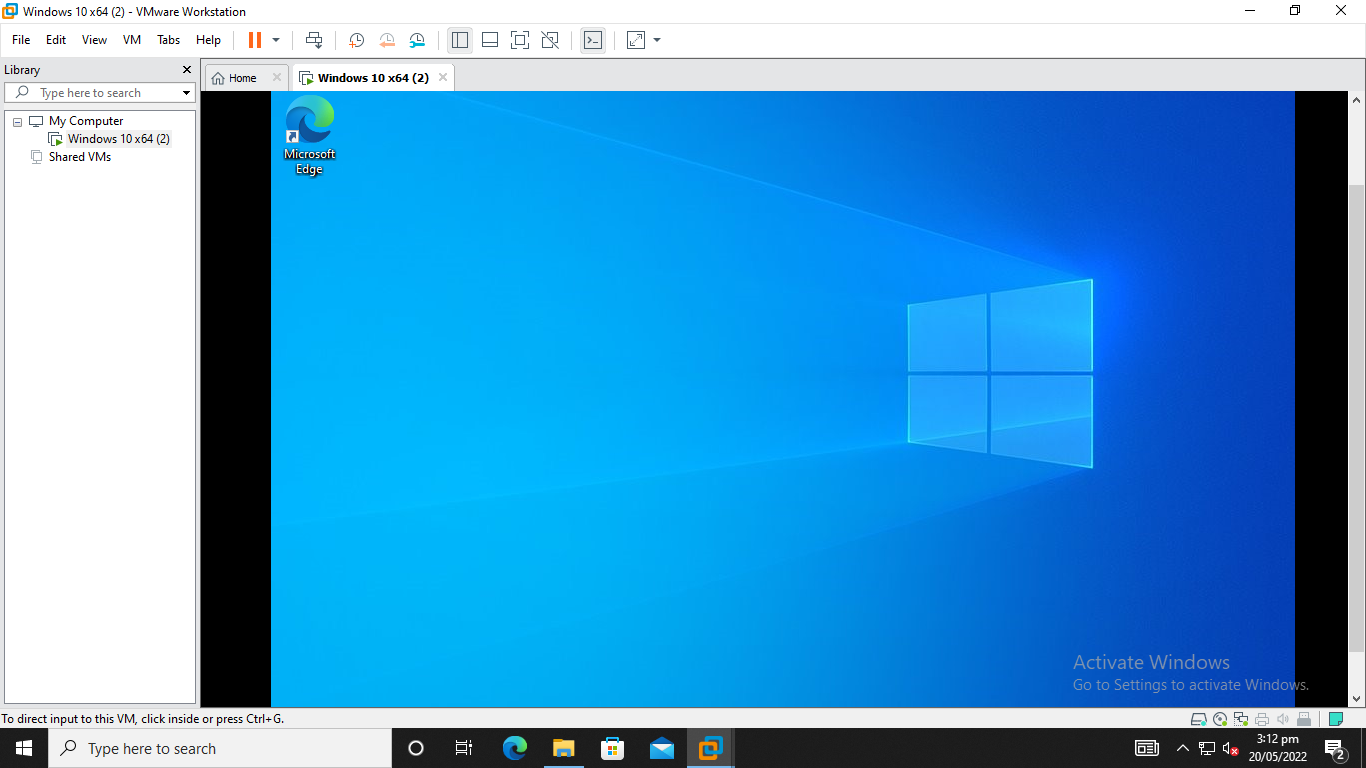 Windows 10 x64 (2) - VMware Workstation
File Edit View VM Tabs Help
Library
Type here to search
My Computer
Windows 10 x64 (2)
Shared VMs
Home
Windows 10 x64 (2)
Microsoft
Edge
Activate Windows
Go to Settings to activate Windows.
To direct input to this VM, click inside or press Ctrl+G.
Type here to search
3:12 pm
20/05/2022
2